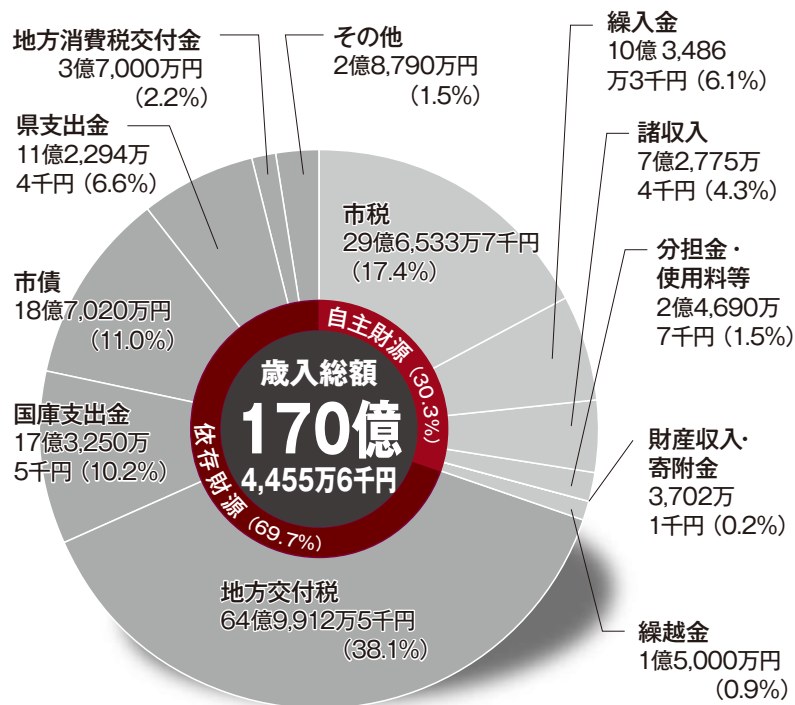 地方消費税交付金
3億7,000万円
(2.2%)
その他
2億8,790万円
(1.5%)
繰入金
10億3,486
万3千円 (6.1%)
県支出金
11億2,294万
4千円 (6.6%)
諸収入
7億2,775万
4千円 (4.3%)
市税
29億6,533万7千円
(17.4%)
分担金・
使用料等
2億4,690万
7千円 (1.5%)
市債
18億7,020万円
(11.0%)
自主財源 (30.3%)
歳入総額
170億
4,455万6千円
依存財源 (69.7%)
国庫支出金
17億3,250万
5千円 (10.2%)
財産収入・
寄附金
3,702万
1千円 (0.2%)
地方交付税
64億9,912万5千円
(38.1%)
繰越金
1億5,000万円
(0.9%)